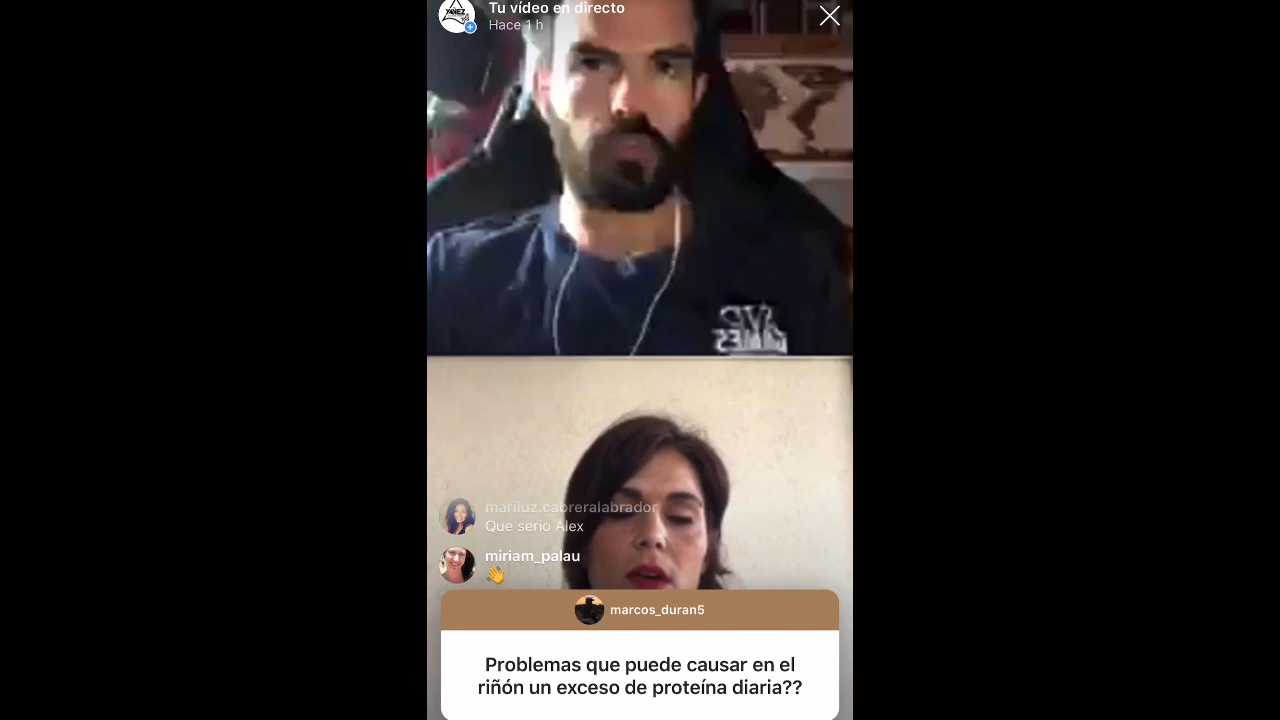 YÁÑEZ
Tu vídeo en directo
Hace 1 h
mariluz.cabreralabrador
Que serio Alex
miriam_palau
marcos_duran5
Problemas que puede causar en el
riñón un exceso de proteína diaria??